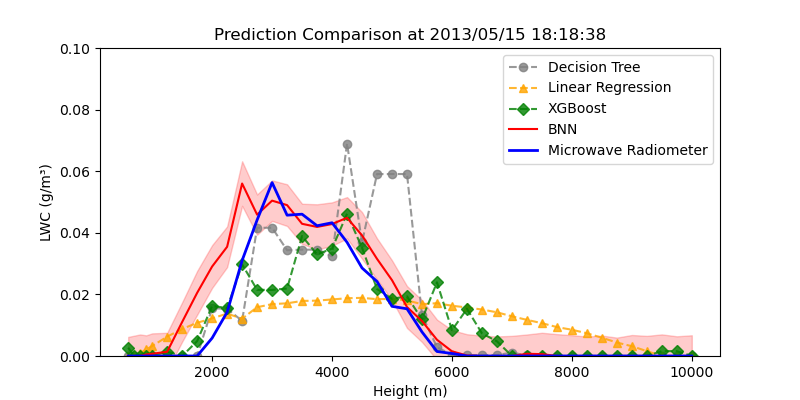 Prediction Comparison at 2013/05/15 18:18:38
0.10
0.08
0.06
0.04
0.02
0.00
LWC (g/m³)
Decision Tree
Linear Regression
XGBoost
BNN
Microwave Radiometer
2000 4000 6000 8000 10000
Height (m)